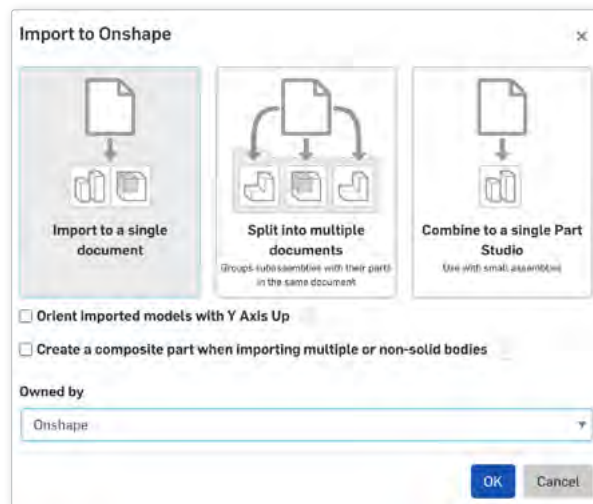 Import to Onshape
Import to a single
document
Split into multiple
documents
Groups subassemblies with their parts
in the same document
Combine to a single Part
Studio
Use with small assemblies
Orient imported models with Y Axis Up
Create a composite part when importing multiple or non-solid bodies
Owned by
Onshape
OK
Cancel